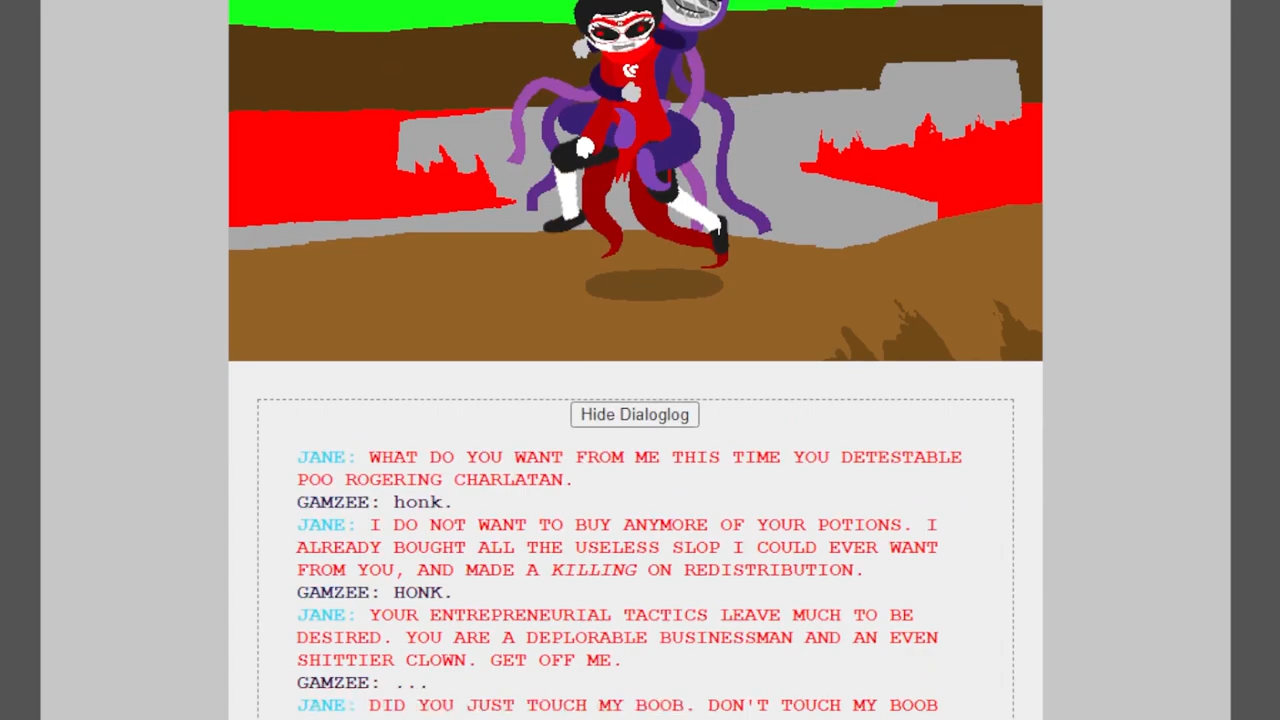 Hide Dialoglog
JANE: WHAT DO YOU WANT FROM ME THIS TIME YOU DETESTABLE
POO ROGERING CHARLATAN.
GAMZEE: honk.
JANE: I DO NOT WANT TO BUY ANYMORE OF YOUR POTIONS. I
ALREADY BOUGHT ALL THE USELESS SLOP I COULD EVER WANT
FROM YOU, AND MADE A KILLING ON REDISTRIBUTION.
GAMZEE: HONK.
JANE: YOUR ENTREPRENEURIAL TACTICS LEAVE MUCH TO BE
DESIRED. YOU ARE A DEPLORABLE BUSINESSMAN AND AN EVEN
SHITTIER CLOWN. GET OFF ME.
GAMZEE: ...
JANE: DID YOU JUST TOUCH MY BOOB. DON'T TOUCH MY BOOB